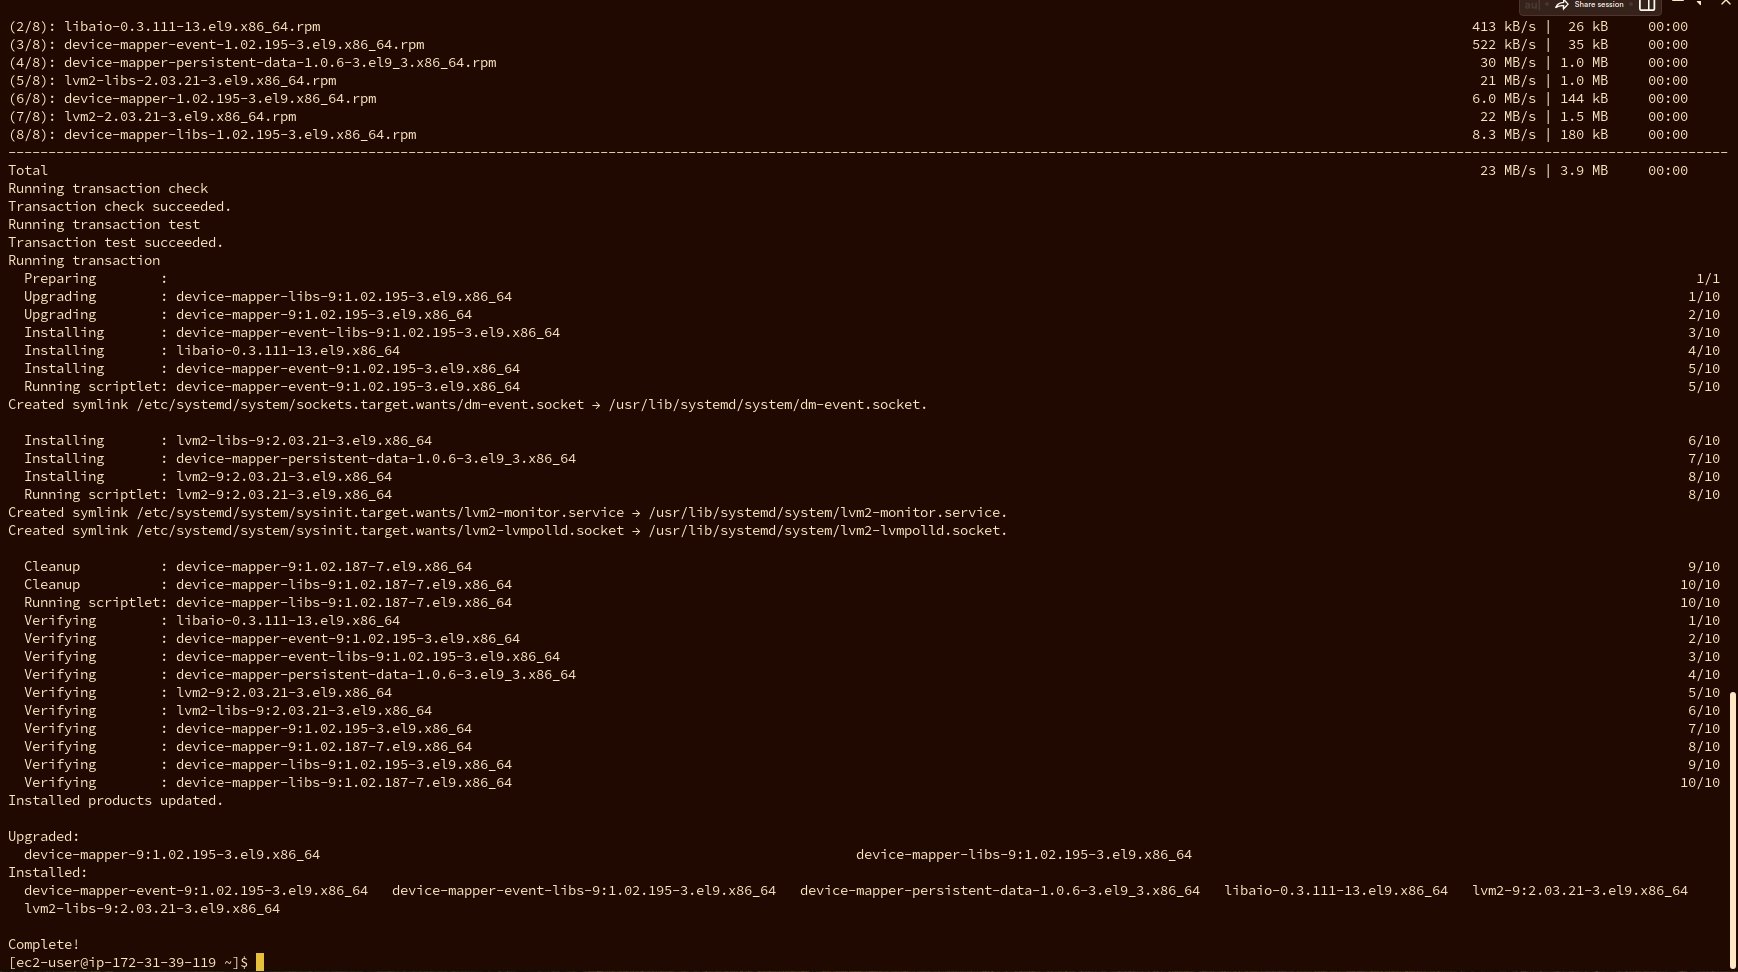 au
Share session
(2/8): libaio-0.3.111-13.el9.x86_64.rpm 413 kB/s | 26 kB 00:00
(3/8): device-mapper-event-1.02.195-3.el9.x86_64.rpm 522 kB/s | 35 kB 00:00
(4/8): device-mapper-persistent-data-1.0.6-3.el9_3.x86_64.rpm 30 MB/s | 1.0 MB 00:00
(5/8): lvm2-libs-2.03.21-3.el9.x86_64.rpm 21 MB/s | 1.0 MB 00:00
(6/8): device-mapper-1.02.195-3.el9.x86_64.rpm 6.0 MB/s | 144 kB 00:00
(7/8): lvm2-2.03.21-3.el9.x86_64.rpm 22 MB/s | 1.5 MB 00:00
(8/8): device-mapper-libs-1.02.195-3.el9.x86_64.rpm 8.3 MB/s | 180 kB 00:00
--------------------------------------------------------------------------------
Total 23 MB/s | 3.9 MB 00:00
Running transaction check
Transaction check succeeded.
Running transaction test
Transaction test succeeded.
Running transaction
Preparing : 1/1
Upgrading : device-mapper-libs-9:1.02.195-3.el9.x86_64 1/10
Upgrading : device-mapper-9:1.02.195-3.el9.x86_64 2/10
Installing : device-mapper-event-libs-9:1.02.195-3.el9.x86_64 3/10
Installing : libaio-0.3.111-13.el9.x86_64 4/10
Installing : device-mapper-event-9:1.02.195-3.el9.x86_64 5/10
Running scriptlet: device-mapper-event-9:1.02.195-3.el9.x86_64 5/10
Created symlink /etc/systemd/system/sockets.target.wants/dm-event.socket → /usr/lib/systemd/system/dm-event.socket.
Installing : lvm2-libs-9:2.03.21-3.el9.x86_64 6/10
Installing : device-mapper-persistent-data-1.0.6-3.el9_3.x86_64 7/10
Installing : lvm2-9:2.03.21-3.el9.x86_64 8/10
Running scriptlet: lvm2-9:2.03.21-3.el9.x86_64 8/10
Created symlink /etc/systemd/system/sysinit.target.wants/lvm2-monitor.service → /usr/lib/systemd/system/lvm2-monitor.service.
Created symlink /etc/systemd/system/sysinit.target.wants/lvm2-lvmpolld.socket → /usr/lib/systemd/system/lvm2-lvmpolld.socket.
Cleanup : device-mapper-9:1.02.187-7.el9.x86_64 9/10
Cleanup : device-mapper-libs-9:1.02.187-7.el9.x86_64 10/10
Running scriptlet: device-mapper-libs-9:1.02.187-7.el9.x86_64 10/10
Verifying : libaio-0.3.111-13.el9.x86_64 1/10
Verifying : device-mapper-event-9:1.02.195-3.el9.x86_64 2/10
Verifying : device-mapper-event-libs-9:1.02.195-3.el9.x86_64 3/10
Verifying : device-mapper-persistent-data-1.0.6-3.el9_3.x86_64 4/10
Verifying : lvm2-9:2.03.21-3.el9.x86_64 5/10
Verifying : lvm2-libs-9:2.03.21-3.el9.x86_64 6/10
Verifying : device-mapper-9:1.02.195-3.el9.x86_64 7/10
Verifying : device-mapper-9:1.02.187-7.el9.x86_64 8/10
Verifying : device-mapper-libs-9:1.02.195-3.el9.x86_64 9/10
Verifying : device-mapper-libs-9:1.02.187-7.el9.x86_64 10/10
Installed products updated.
Upgraded:
device-mapper-9:1.02.195-3.el9.x86_64 device-mapper-libs-9:1.02.195-3.el9.x86_64
Installed:
device-mapper-event-9:1.02.195-3.el9.x86_64 device-mapper-event-libs-9:1.02.195-3.el9.x86_64 device-mapper-persistent-data-1.0.6-3.el9_3.x86_64 libaio-0.3.111-13.el9.x86_64 lvm2-9:2.03.21-3.el9.x86_64
lvm2-libs-9:2.03.21-3.el9.x86_64
Complete!
[ec2-user@ip-172-31-39-119 ~]$